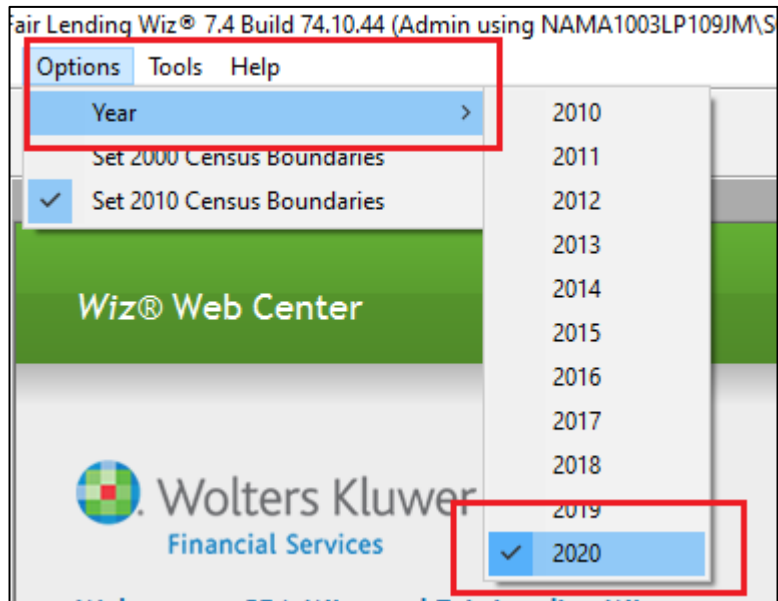 air Lending Wiz® 7.4 Build 74.10.44 (Admin using NAMA1003LP109JM\S
Options Tools Help
Year
Set 2000 Census Boundaries
Set 2010 Census Boundaries
2010
2011
2012
2013
2014
2015
2016
2017
2018
2019
2020
Wiz® Web Center
Wolters Kluwer
Financial Services